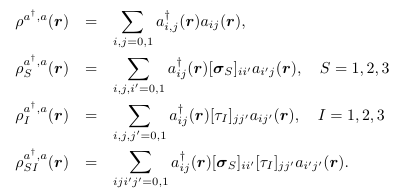 ρ^{a†,a}(r) = ∑_{i,j=0,1} a†_{i,j}(r)a_{ij}(r),
ρ_S^{a†,a}(r) = ∑_{i,j,i′=0,1} a†_{ij}(r)[σ_S]_{ii′}a_{i′j}(r), S = 1, 2, 3
ρ_I^{a†,a}(r) = ∑_{i,j,j′=0,1} a†_{ij}(r)[τ_I]_{jj′}a_{ij′}(r), I = 1, 2, 3
ρ_{SI}^{a†,a}(r) = ∑_{iji′j′=0,1} a†_{ij}(r)[σ_S]_{ii′}[τ_I]_{jj′}a_{i′j′}(r).